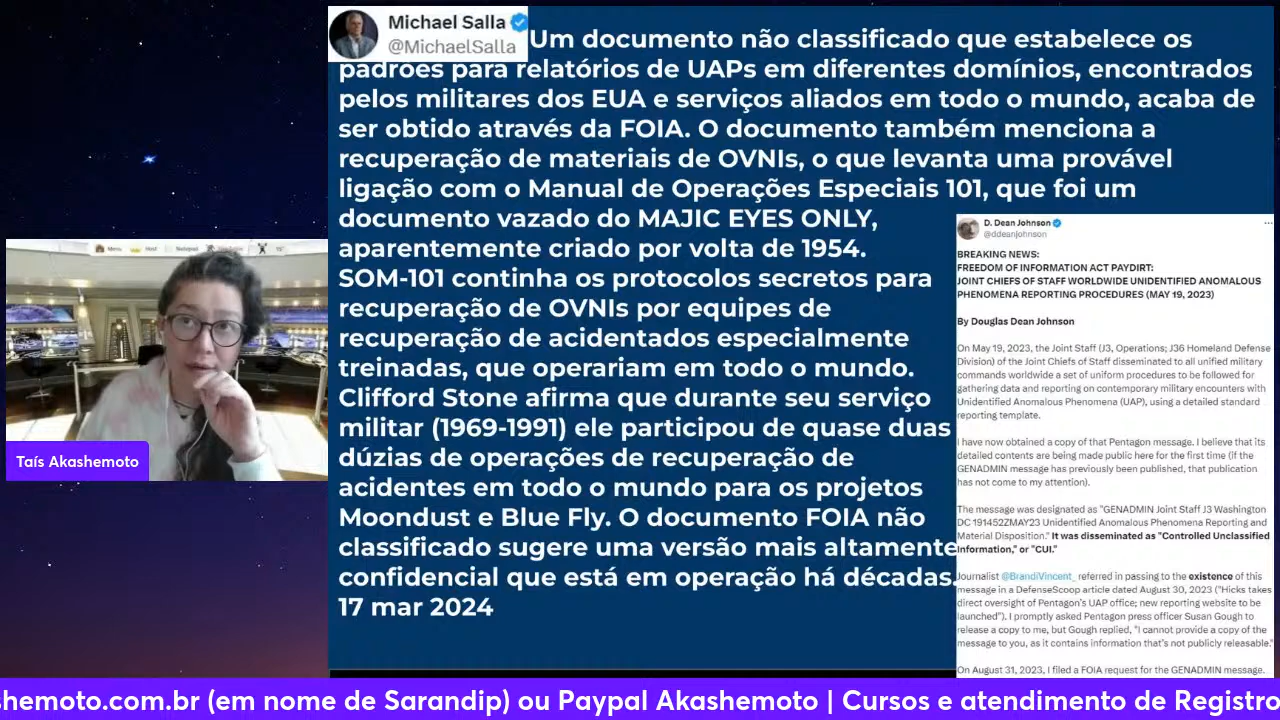 Michael Salla
@MichaelSalla
Um documento não classificado que estabelece os
padrões para relatórios de UAPs em diferentes domínios, encontrados
pelos militares dos EUA e serviços aliados em todo o mundo, acaba de
ser obtido através da FOIA. O documento também menciona a
recuperação de materiais de OVNIs, o que levanta uma provável
ligação com o Manual de Operações Especiais 101, que foi um
documento vazado do MAJIC EYES ONLY,
aparentemente criado por volta de 1954.
SOM-101 continha os protocolos secretos para
recuperação de OVNIs por equipes de
recuperação de acidentados especialmente
treinadas, que operariam em todo o mundo.
Clifford Stone afirma que durante seu serviço
militar (1969-1991) ele participou de quase duas
dúzias de operações de recuperação de
acidentes em todo o mundo para os projetos
Moondust e Blue Fly. O documento FOIA não
classificado sugere uma versão mais altamente
confidencial que está em operação há décadas.
17 mar 2024
D. Dean Johnson
@ddeanjohnson
BREAKING NEWS:
FREEDOM OF INFORMATION ACT PAYDIRT:
JOINT CHIEFS OF STAFF WORLDWIDE UNIDENTIFIED ANOMALOUS
PHENOMENA REPORTING PROCEDURES (MAY 19, 2023)
By Douglas Dean Johnson
On May 19, 2023, the Joint Staff (J3, Operations; J36 Homeland Defense
Division) of the Joint Chiefs of Staff disseminated to all unified military
commands worldwide a set of uniform procedures to be followed for
gathering data and reporting on contemporary military encounters with
Unidentified Anomalous Phenomena (UAP), using a detailed standard
reporting template.
I have now obtained a copy of that Pentagon message. I believe that its
detailed contents are being made public here for the first time (if the
GENADMIN message has previously been published, that publication
has not come to my attention).
The message was designated as "GENADMIN Joint Staff J3 Washington
DC 191452ZMAY23 Unidentified Anomalous Phenomena Reporting and
Material Disposition." It was disseminated as "Controlled Unclassified
Information," or "CUI."
Journalist @BrandiVincent_ referred in passing to the existence of this
message in a DefenseScoop article dated August 30, 2023 ("Hicks takes
direct oversight of Pentagon's UAP office; new reporting website to be
launched"). I promptly asked Pentagon press officer Susan Gough to
release a copy to me, but Gough replied, "I cannot provide a copy of the
message to you, as it contains information that's not publicly releasable."
On August 31, 2023, I filed a FOIA request for the GENADMIN message.
Taís Akashemoto
shemoto.com.br (em nome de Sarandip) ou Paypal Akashemoto | Cursos e atendimento de Registro